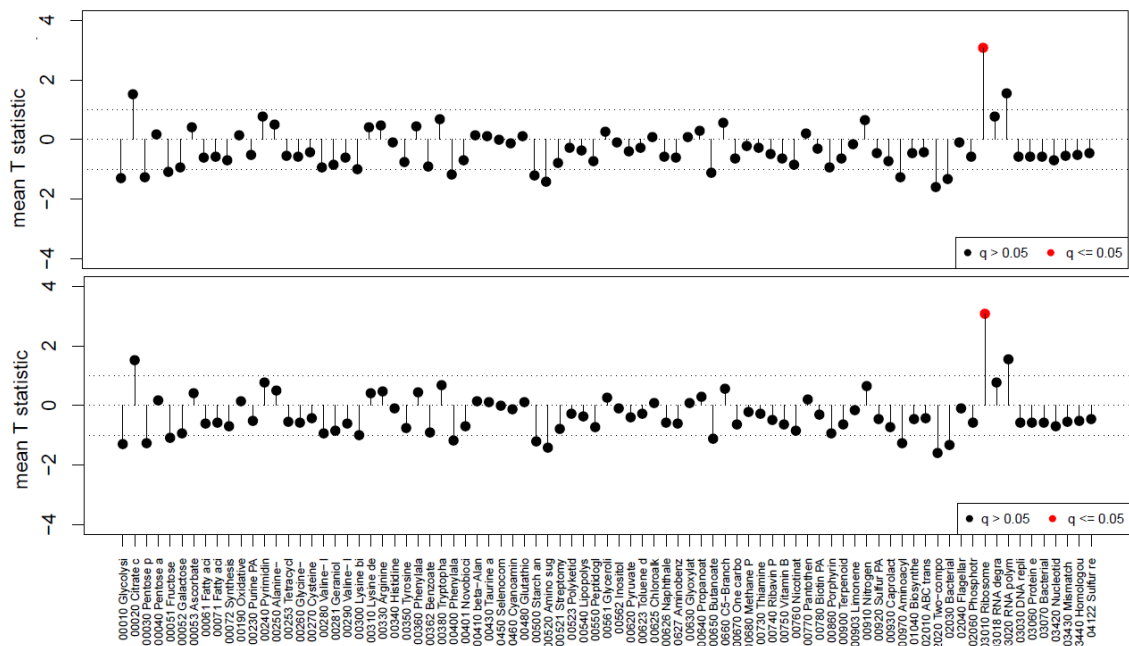 4
2
0
−2
−4
mean T statistic
q > 0.05
q <= 0.05
4
2
0
−2
−4
mean T statistic
q > 0.05
q <= 0.05
00010 Glycolysi
00020 Citrate c
00030 Pentose p
00040 Pentose a
00051 Fructose
00052 Galactose
00053 Ascorbate
00061 Fatty aci
00071 Fatty aci
00072 Synthesis
00190 Oxidative
00230 Purine PA
00240 Pyrimidin
00250 Alanine−
00253 Tetracycl
00260 Glycine−
00270 Cysteine
00280 Valine− l
00281 Geraniol
00290 Valine− l
00300 Lysine bi
00310 Lysine de
00330 Arginine
00340 Histidine
00350 Tyrosine
00360 Phenylala
00362 Benzoate
00380 Tryptopha
00400 Phenylala
00401 Novobioci
00410 beta−Alan
00430 Taurine a
00450 Selenocom
00460 Cyanoamin
00480 Glutathio
00500 Starch an
00520 Amino sug
00521 Streptomy
00523 Polyketid
00540 Lipopolys
00550 Peptidogl
00561 Glyceroli
00562 Inositol
00620 Pyruvate
00623 Toluene d
00625 Chloroalk
00626 Naphthale
00627 Aminobenz
00630 Glyoxylat
00640 Propanoat
00650 Butanoate
00660 C5−Branch
00670 One carbo
00680 Methane P
00730 Thiamine
00740 Ribavin P
00750 Vitamin B
00760 Nicotinat
00770 Pantothen
00780 Biotin PA
00860 Porphyrin
00900 Terpenoid
00903 Limonene
00910 Nitrogen
00920 Sulfur PA
00930 Caprolact
00970 Aminoacyl
01040 Biosynthe
02010 ABC trans
02020 Two−compo
02030 Bacterial
02040 Flagellar
02060 Phosphotr
03010 Ribosome
03018 RNA degra
03020 RNA polym
03030 DNA repli
03060 Protein e
03070 Bacterial
03420 Nucleotid
03430 Mismatch
03440 Homologou
04122 Sulfur re